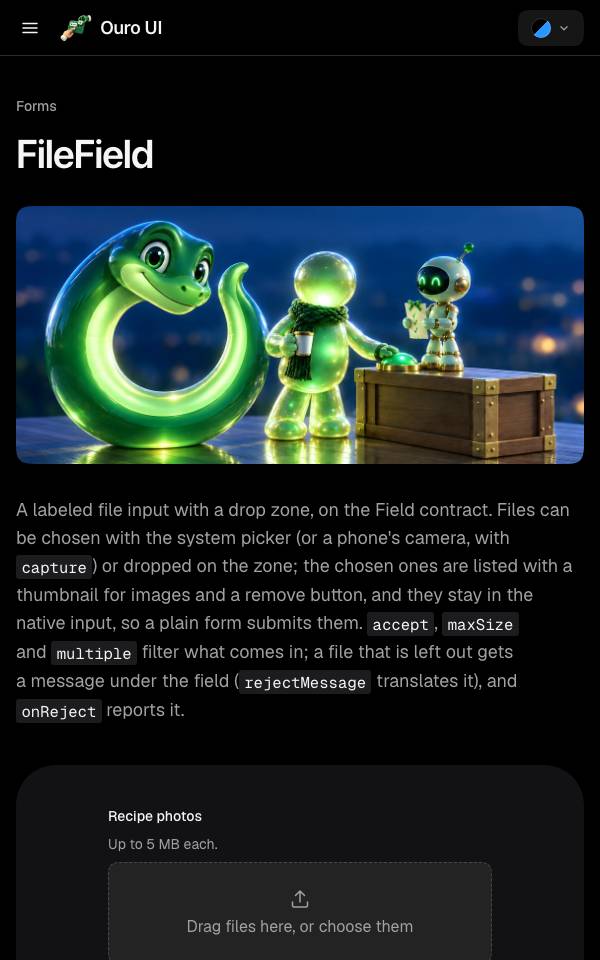 Ouro UI
Forms
FileField
A labeled file input with a drop zone, on the Field contract. Files can
be chosen with the system picker (or a phone's camera, with
capture) or dropped on the zone; the chosen ones are listed with a
thumbnail for images and a remove button, and they stay in the
native input, so a plain form submits them. accept, maxSize
and multiple filter what comes in; a file that is left out gets
a message under the field (rejectMessage translates it), and
onReject reports it.
Recipe photos
Up to 5 MB each.
Drag files here, or choose them